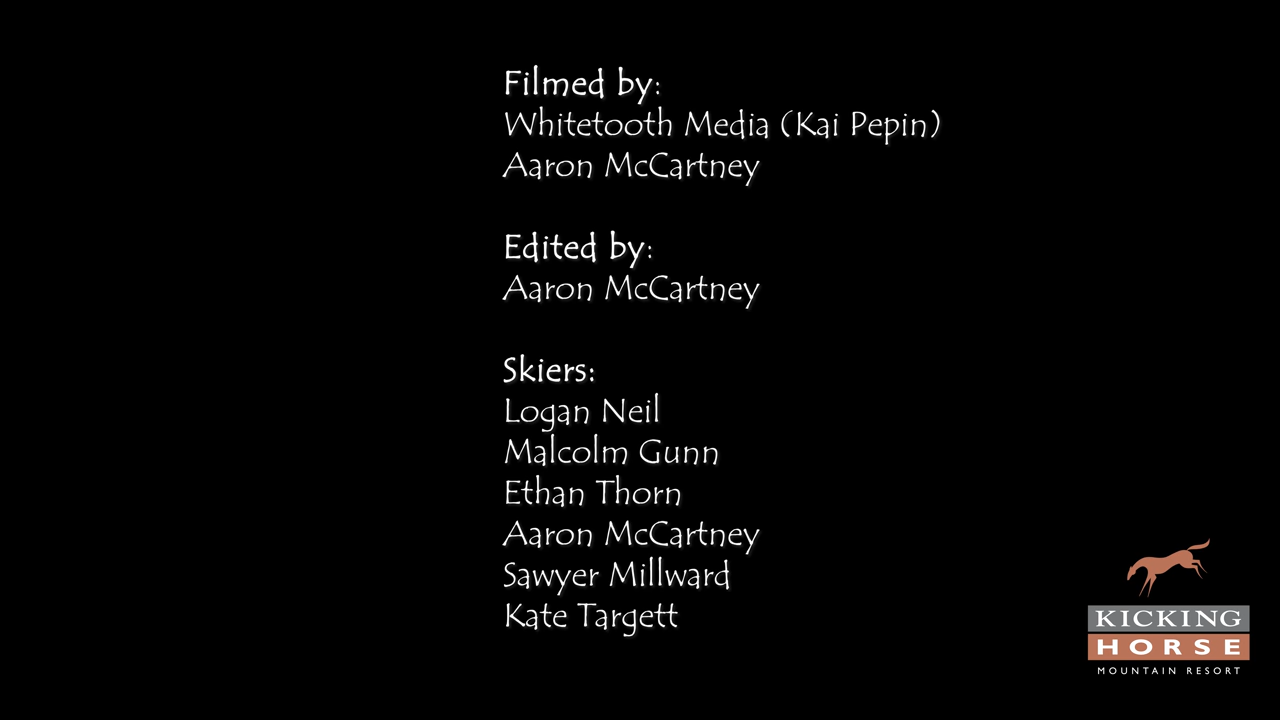 Filmed by:
Whitetooth Media (Kai Pepin)
Aaron McCartney
Edited by:
Aaron McCartney
Skiers:
Logan Neil
Malcolm Gunn
Ethan Thorn
Aaron McCartney
Sawyer Millward
Kate Targett
KICKING
HORSE
MOUNTAIN RESORT